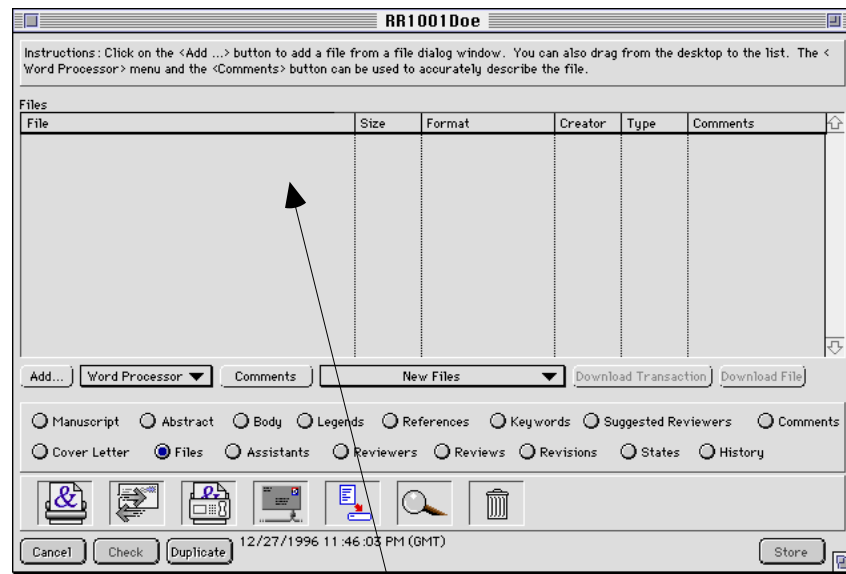 RR1001Doe
Instructions: Click on the <Add ...> button to add a file from a file dialog window. You can also drag from the desktop to the list. The <
Word Processor> menu and the <Comments> button can be used to accurately describe the file.
Files
File Size Format Creator Type Comments
Add... Word Processor Comments New Files Download Transaction Download File
Manuscript Abstract Body Legends References Keywords Suggested Reviewers Comments
Cover Letter Files Assistants Reviewers Reviews Revisions States History
& &
Cancel Check Duplicate 12/27/1996 11:46:03 PM (GMT) Store